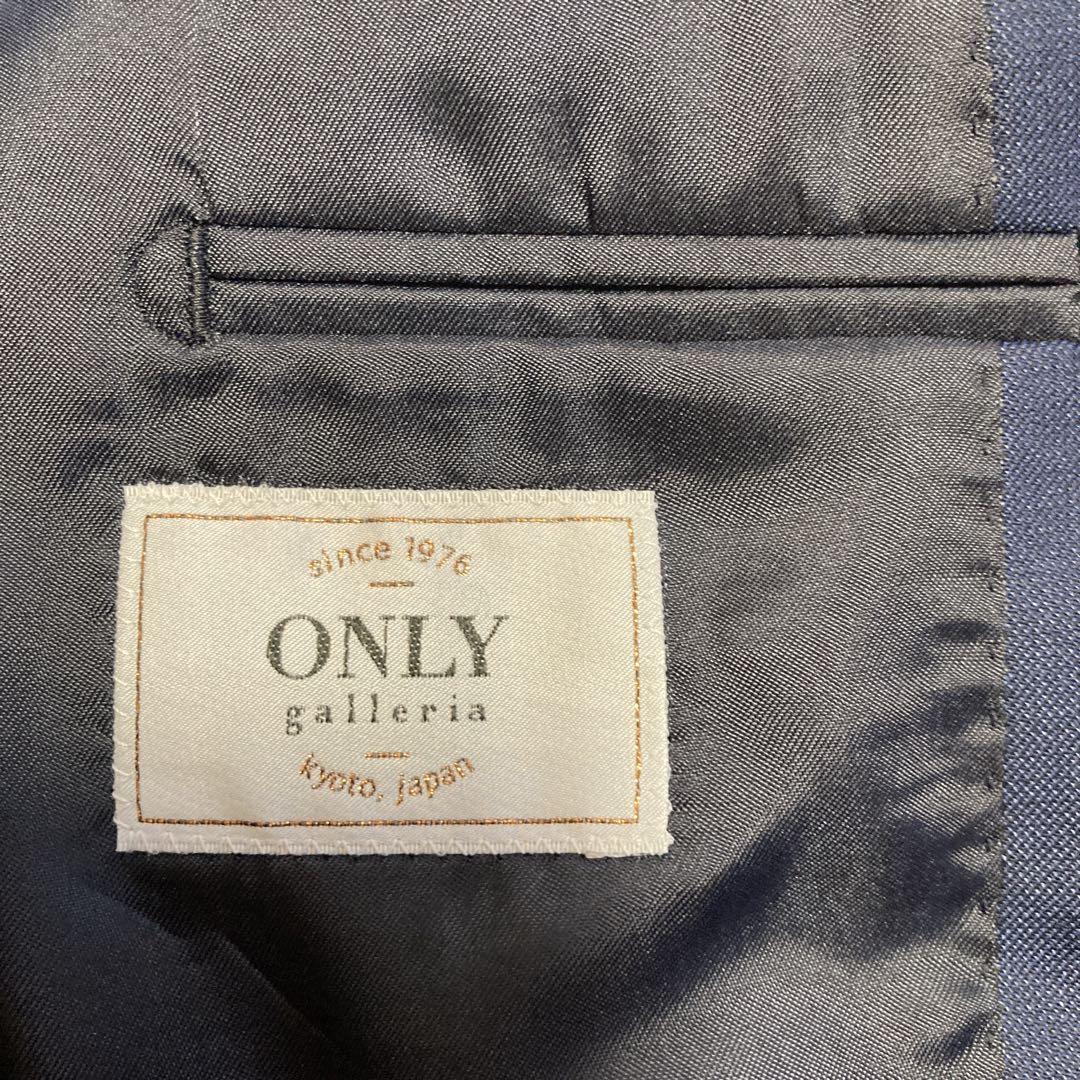 since 1976
ONLY
galleria
kyoto, japan